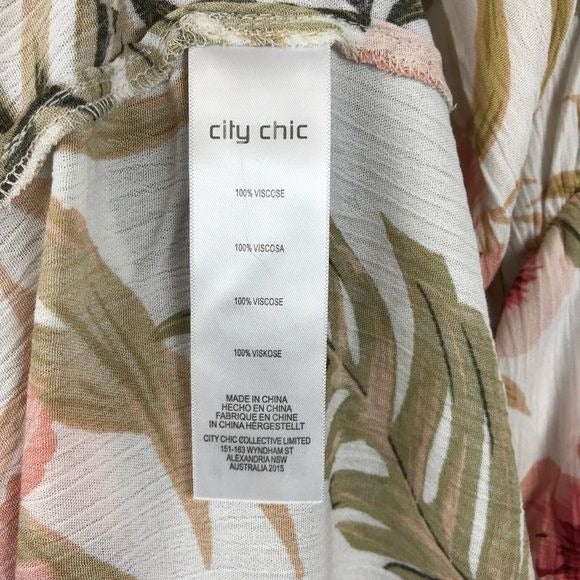 city chic
100% VISCOSE
100% VISCOSA
100% VISCOSE
100% VISKOSE
MADE IN CHINA
HECHO EN CHINA
FABRIQUE EN CHINE
IN CHINA HERGESTELLT
CITY CHIC COLLECTIVE LIMITED
151-163 WYNDHAM ST
ALEXANDRIA NSW
AUSTRALIA 2015